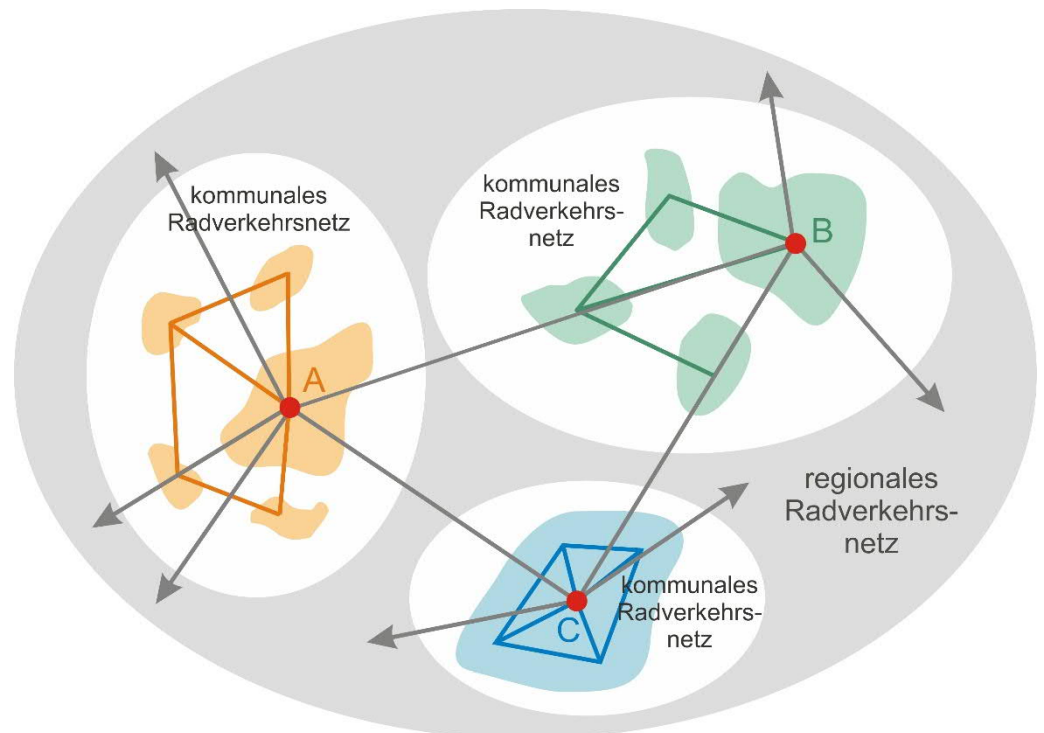 kommunales
Radverkehrsnetz
A
kommunales
Radverkehrs-
netz
B
regionales
Radverkehrs-
netz
kommunales
Radverkehrs-
netz
C